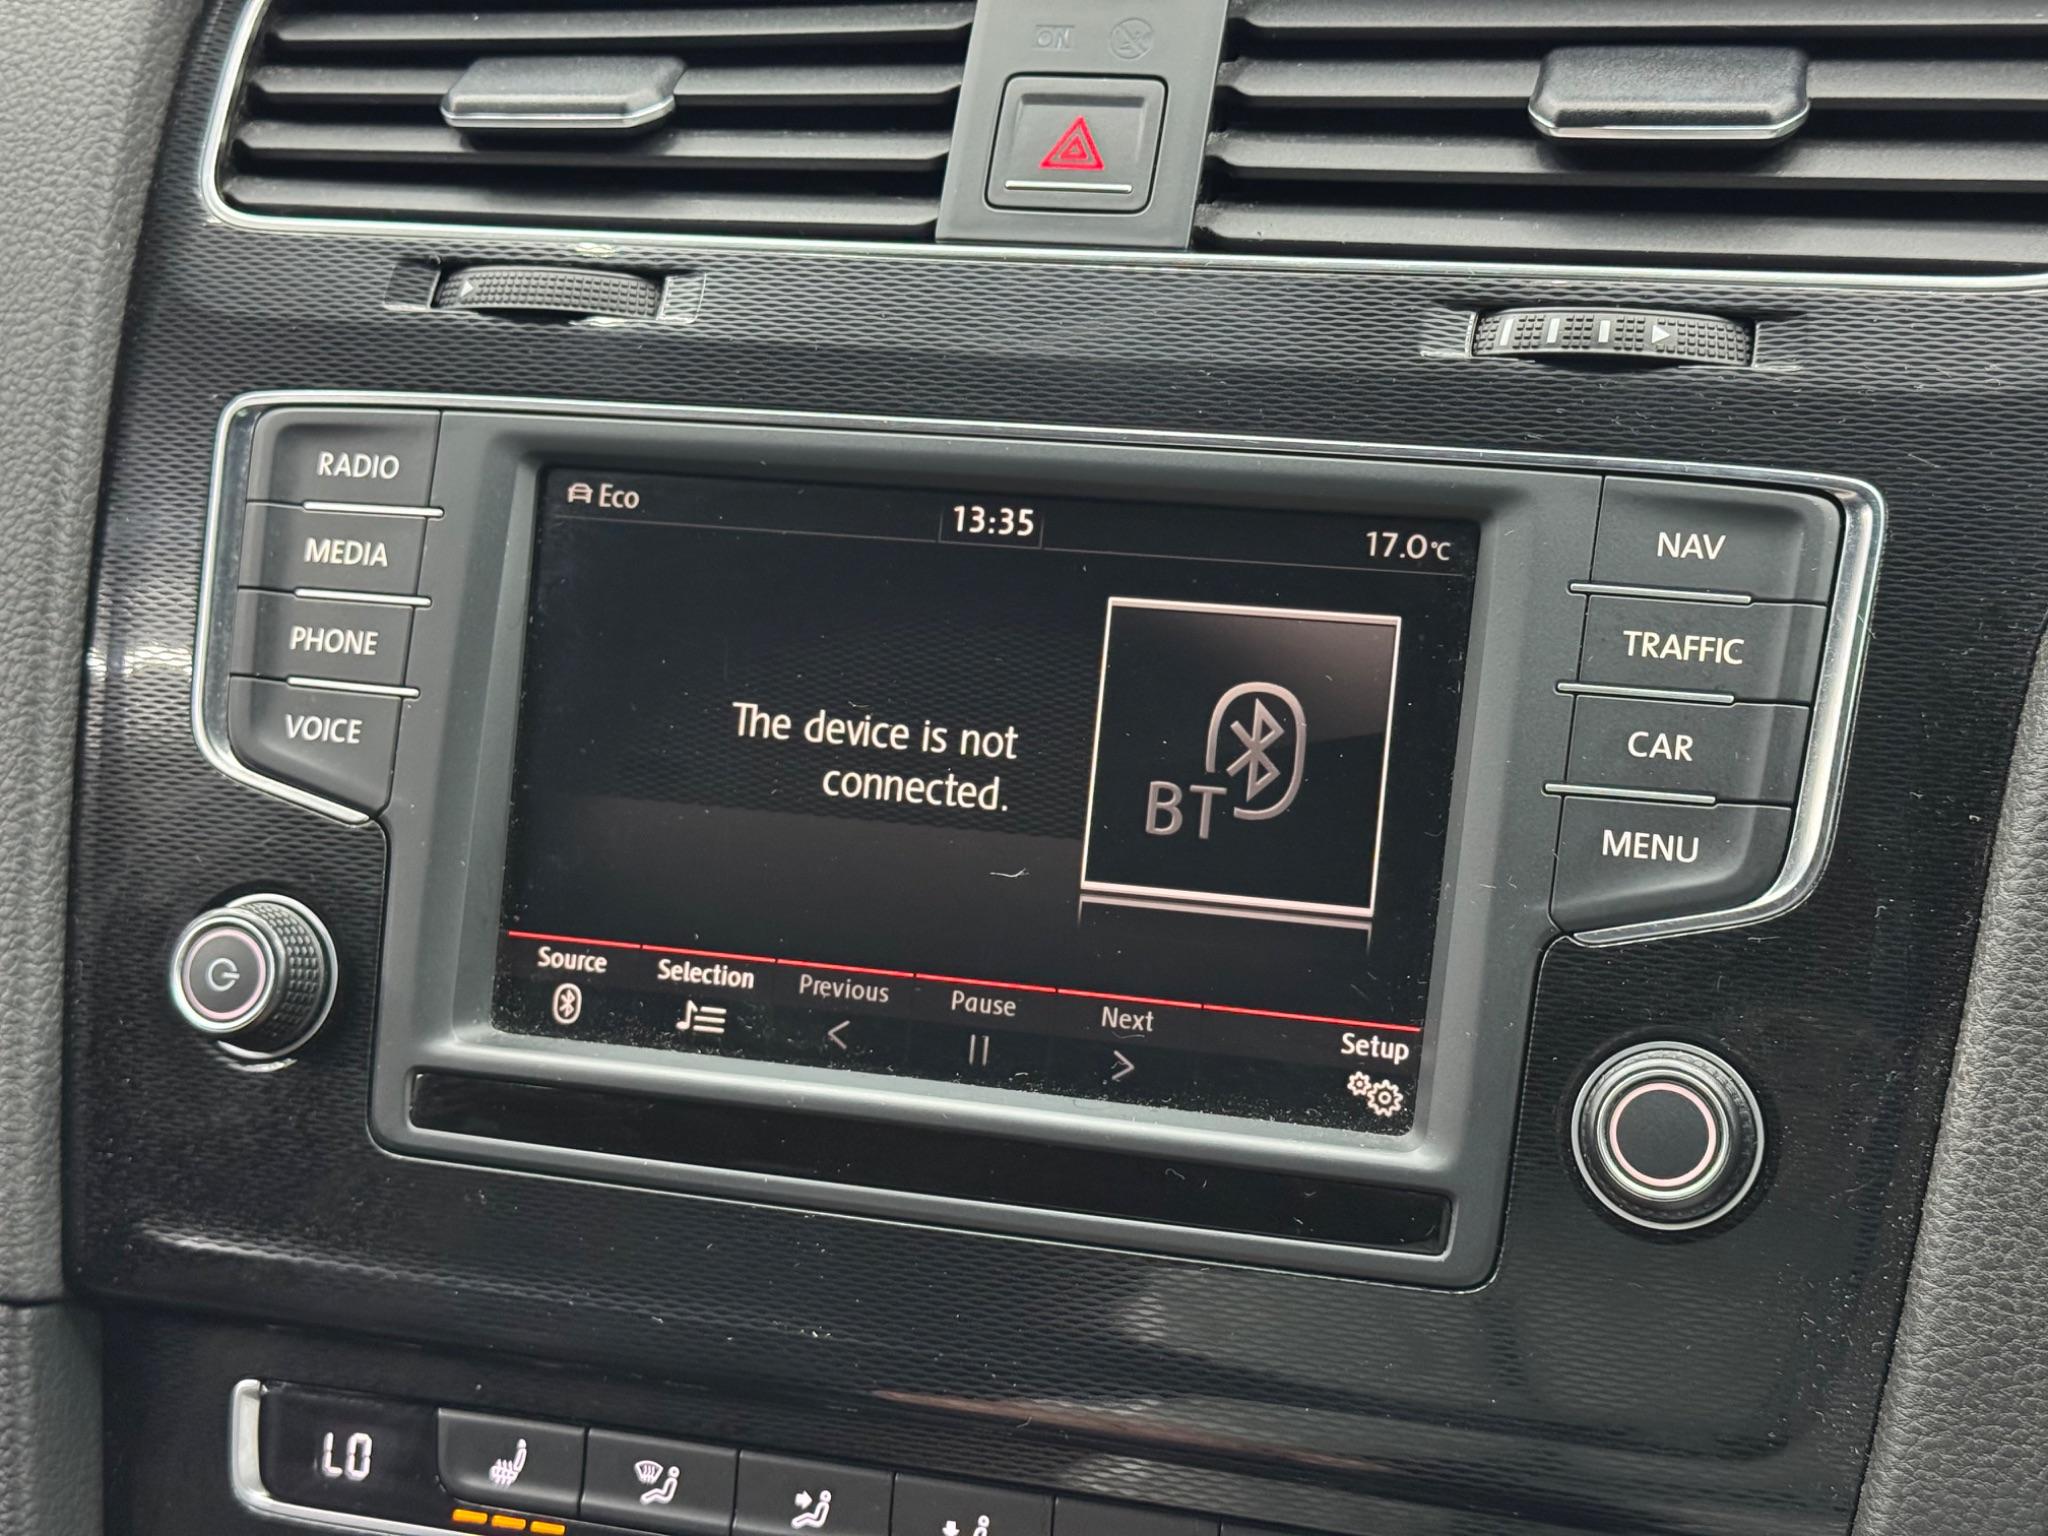 ON
RADIO
MEDIA
PHONE
VOICE
Eco
13:35
17.0°C
The device is not
connected.
BT
Source
Selection
Previous
Pause
Next
Setup
NAV
TRAFFIC
CAR
MENU
LO